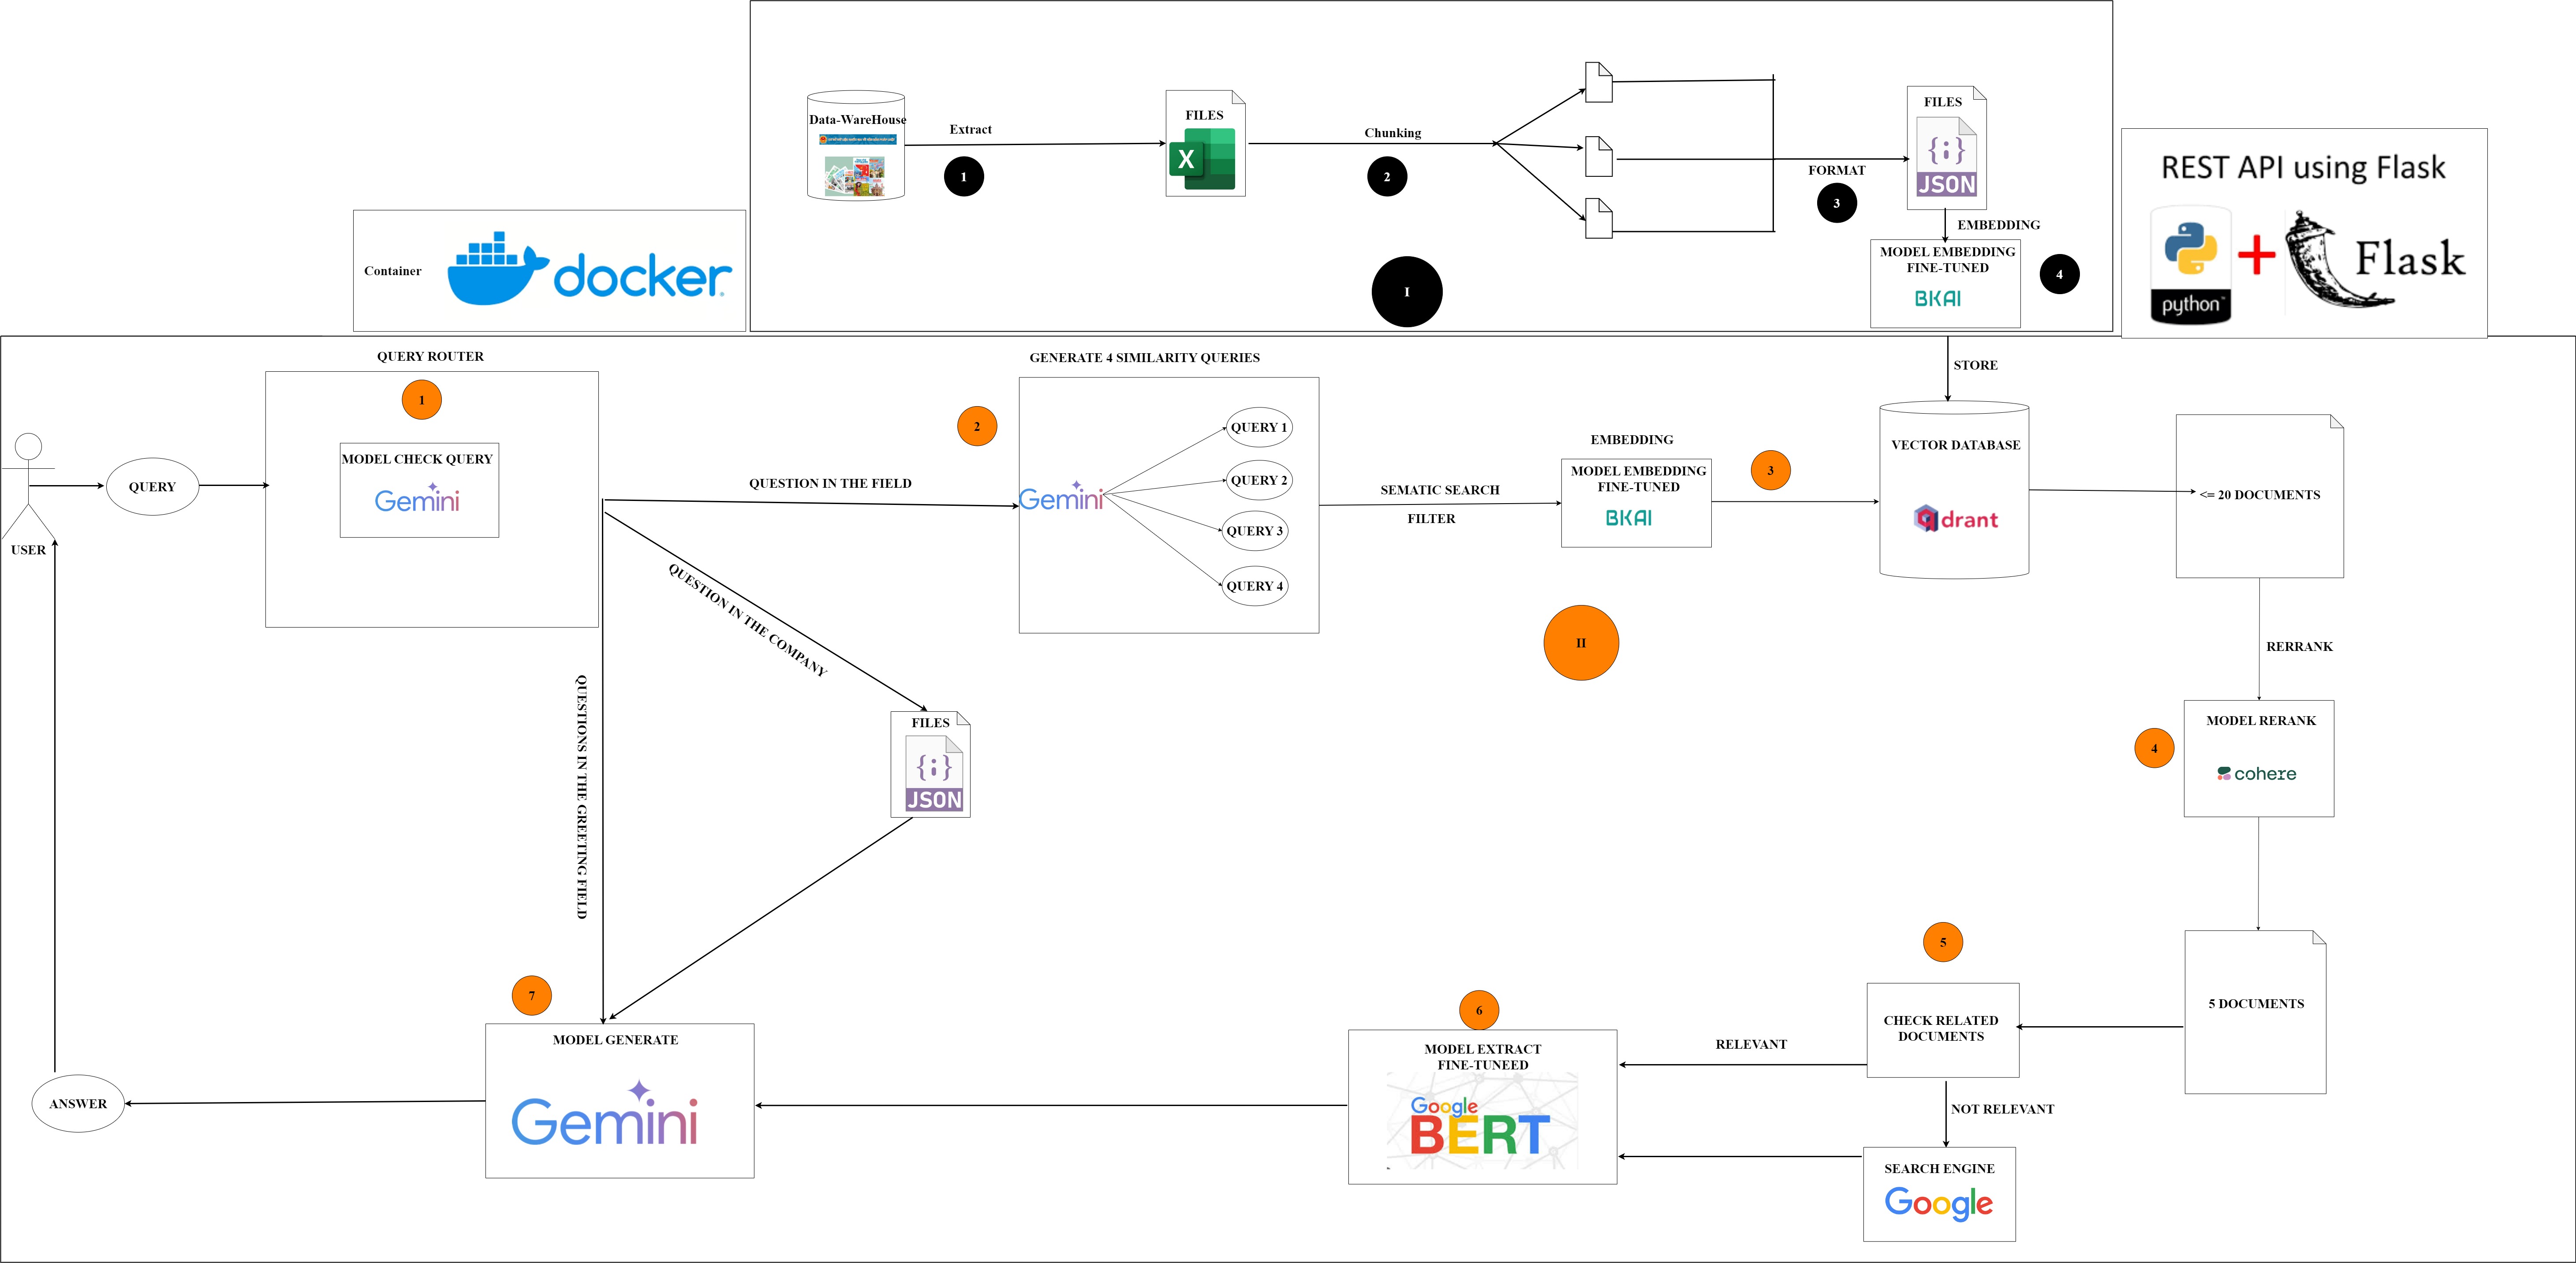 Data-WareHouse
Extract
1
FILES
X
Chunking
2
FORMAT
3
FILES
{;}
JSON
EMBEDDING
MODEL EMBEDDING
FINE-TUNED
BKAI
4
I
Container
docker
REST API using Flask
python
+
Flask
QUERY ROUTER
1
MODEL CHECK QUERY
Gemini
USER
QUERY
QUESTION IN THE FIELD
QUESTION IN THE COMPANY
QUESTIONS IN THE GREETING FIELD
GENERATE 4 SIMILARITY QUERIES
2
Gemini
QUERY 1
QUERY 2
QUERY 3
QUERY 4
SEMATIC SEARCH
FILTER
EMBEDDING
MODEL EMBEDDING
FINE-TUNED
BKAI
3
STORE
VECTOR DATABASE
qdrant
<= 20 DOCUMENTS
II
RERRANK
MODEL RERANK
cohere
4
5 DOCUMENTS
5
CHECK RELATED
DOCUMENTS
RELEVANT
NOT RELEVANT
SEARCH ENGINE
Google
6
MODEL EXTRACT
FINE-TUNEED
Google
BERT
FILES
{;}
JSON
7
MODEL GENERATE
Gemini
ANSWER